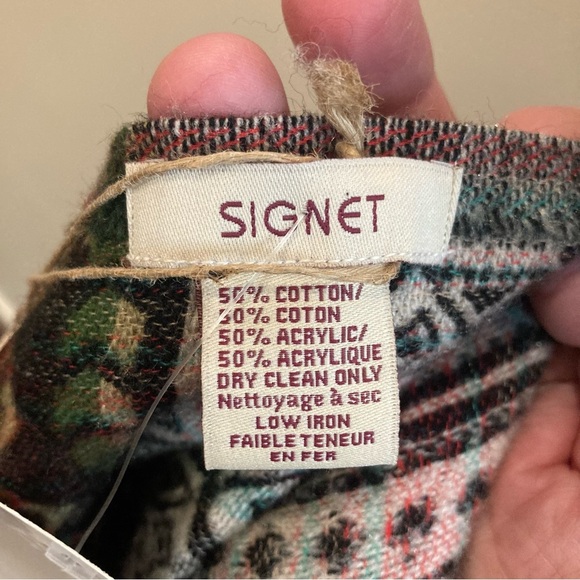 SIGNET
50% COTTON/
50% COTON
50% ACRYLIC/
50% ACRYLIQUE
DRY CLEAN ONLY
Nettoyage à sec
LOW IRON
FAIBLE TENEUR
EN FER